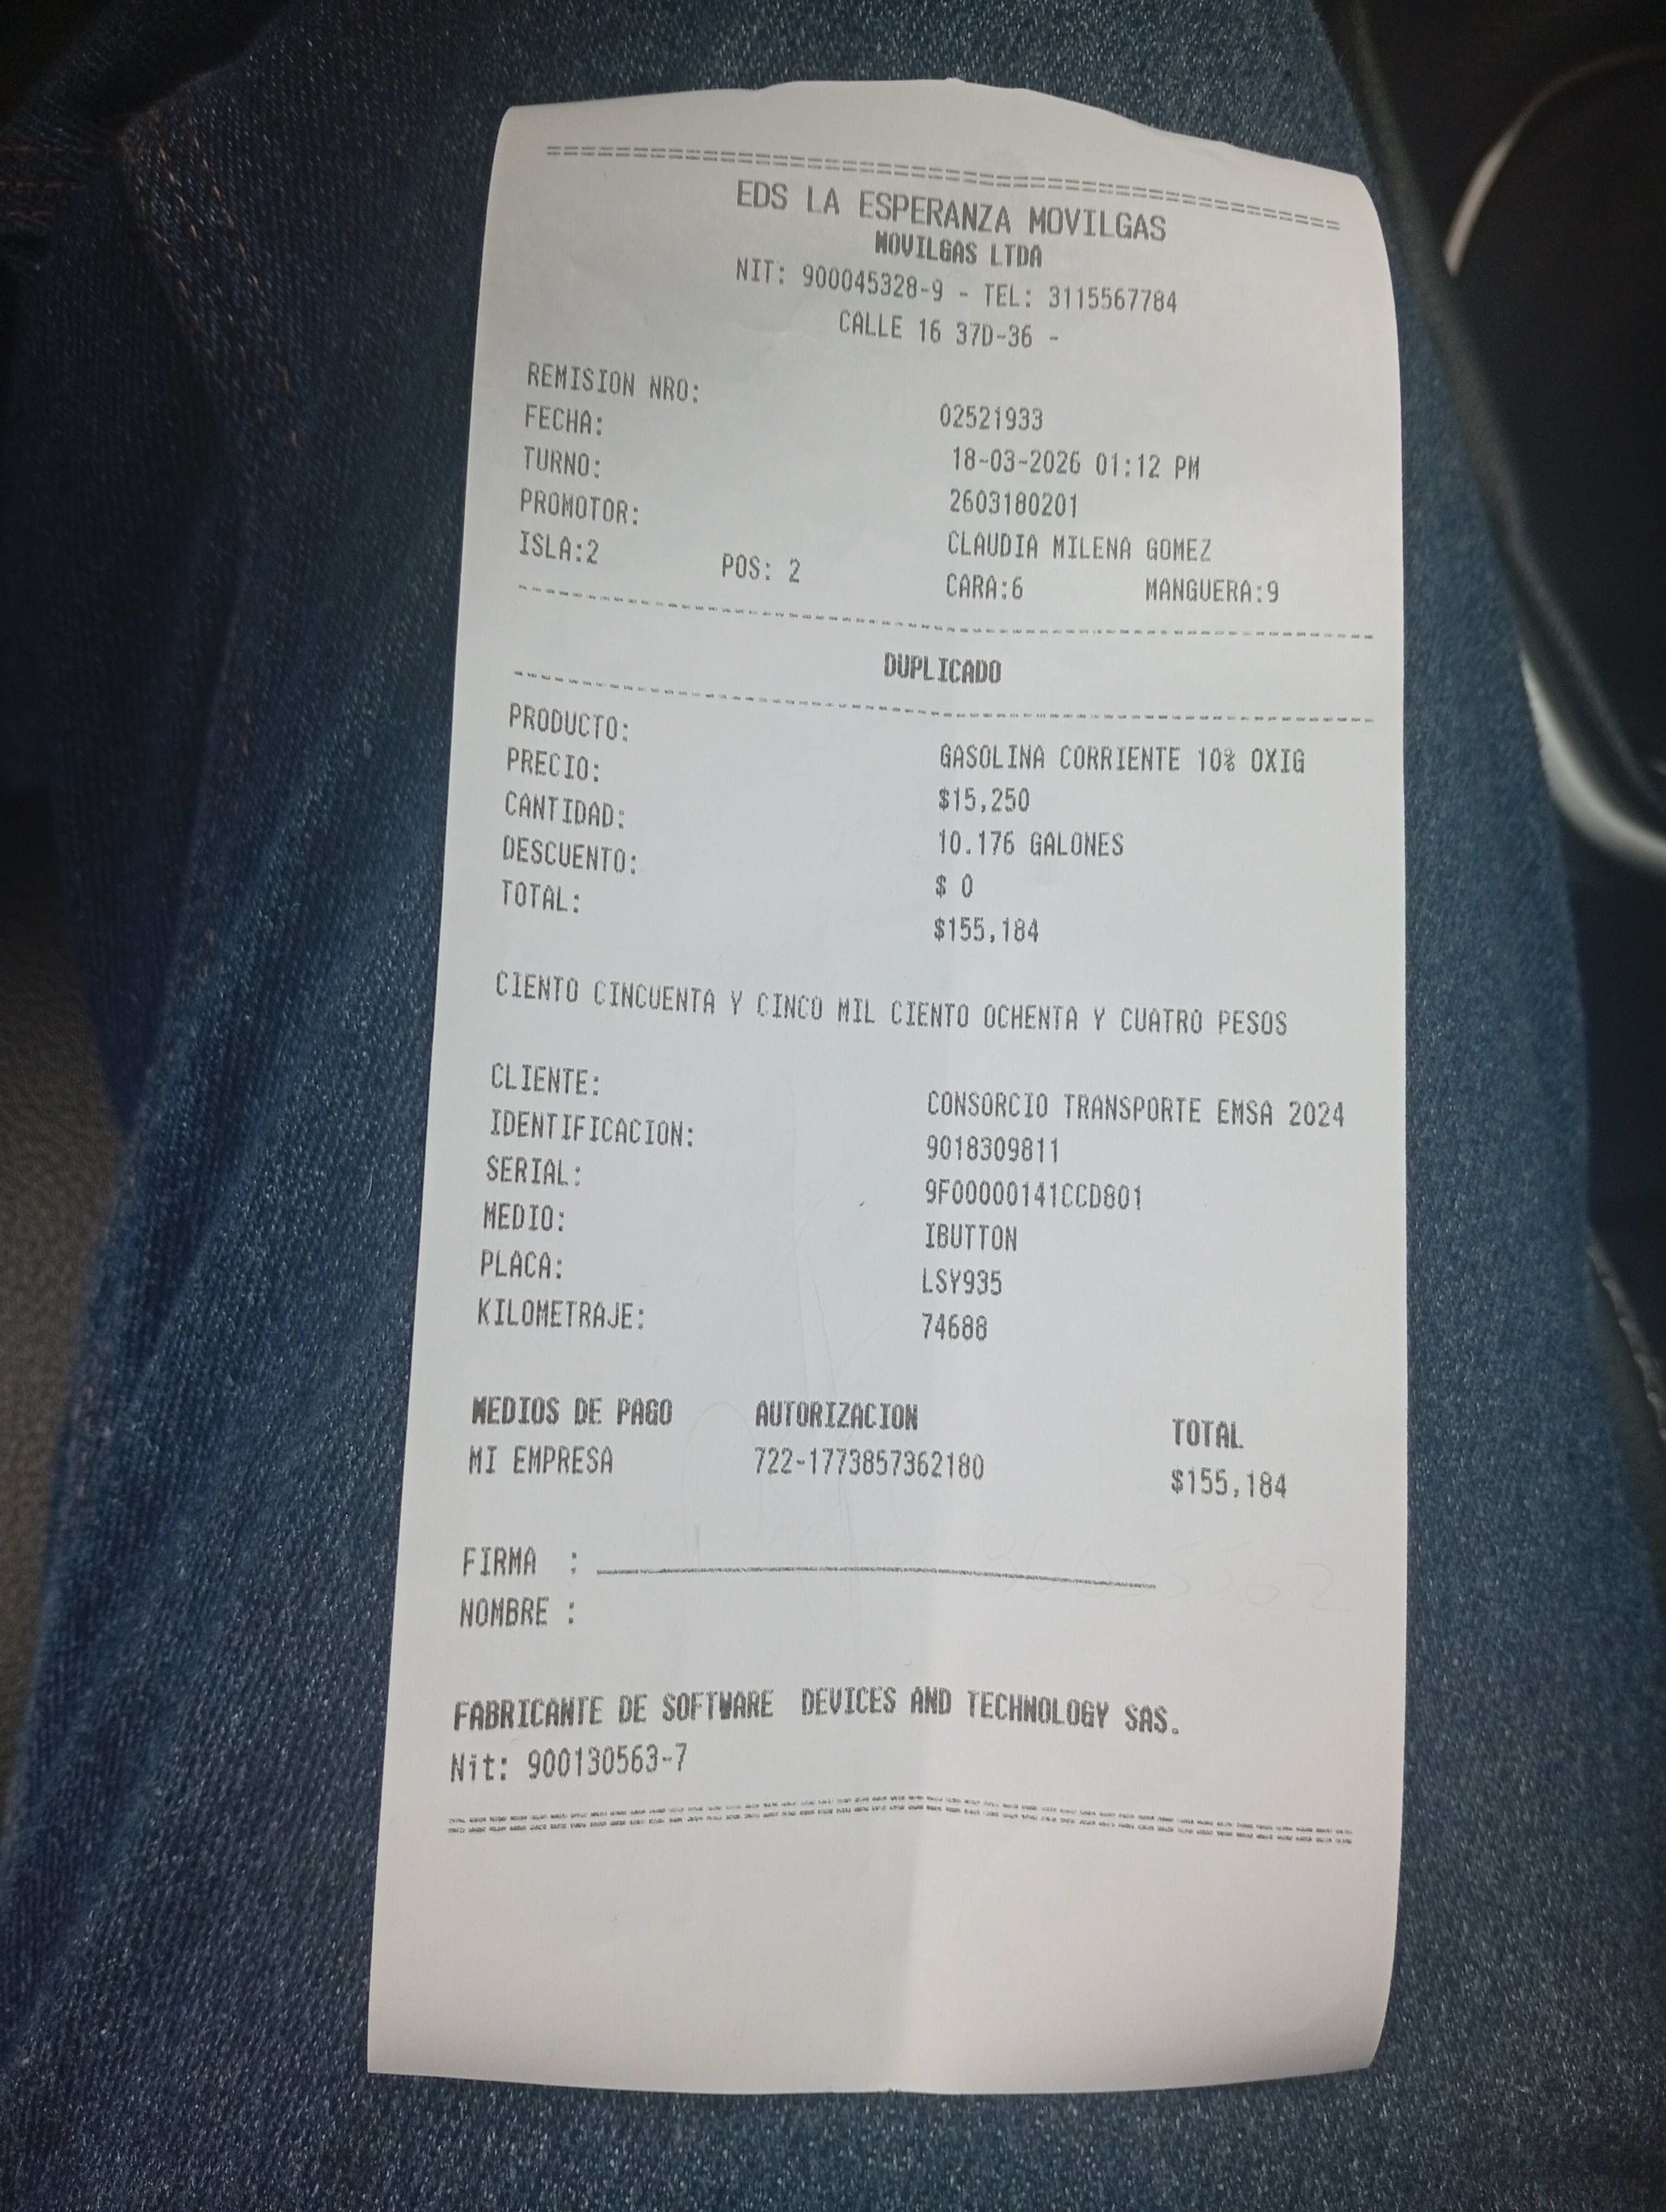 EDS LA ESPERANZA MOVILGAS
MOVILGAS LTDA
NIT: 900045328-9 - TEL: 3115567784
CALLE 16 37D-36 -
REMISION NRO: 02521933
FECHA: 18-03-2026 01:12 PM
TURNO: 2603180201
PROMOTOR: CLAUDIA MILENA GOMEZ
ISLA:2 POS: 2 CARA:6 MANGUERA:9
DUPLICADO
PRODUCTO: GASOLINA CORRIENTE 10% OXIG
PRECIO: $15,250
CANTIDAD: 10.176 GALONES
DESCUENTO: $ 0
TOTAL: $155,184
CIENTO CINCUENTA Y CINCO MIL CIENTO OCHENTA Y CUATRO PESOS
CLIENTE: CONSORCIO TRANSPORTE EMSA 2024
IDENTIFICACION: 9018309811
SERIAL: 9F00000141CCD801
MEDIO: IBUTTON
PLACA: LSY935
KILOMETRAJE: 74688
MEDIOS DE PAGO AUTORIZACION TOTAL
MI EMPRESA 722-1773857362180 $155,184
FIRMA :
NOMBRE :
FABRICANTE DE SOFTWARE DEVICES AND TECHNOLOGY SAS.
Nit: 900130563-7